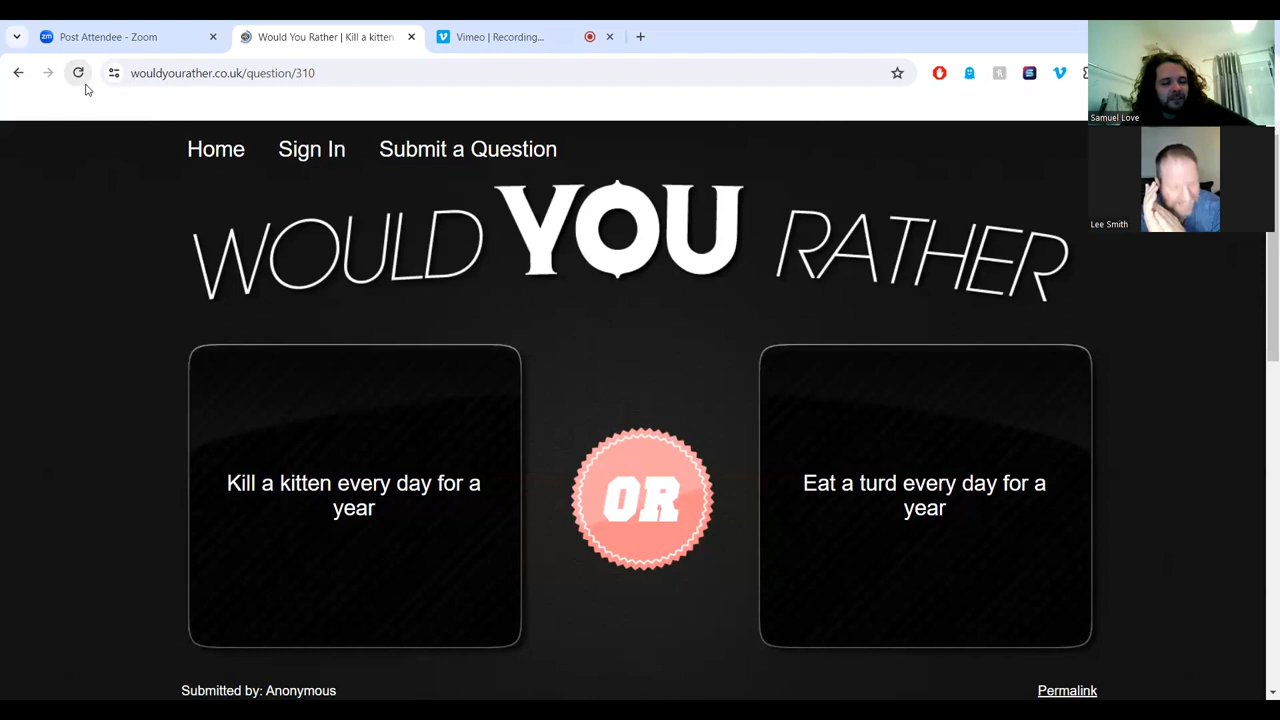 zm Post Attendee - Zoom
Would You Rather | Kill a kitten
Vimeo | Recording...
wouldyourather.co.uk/question/310
Samuel Love
Lee Smith
Home Sign In Submit a Question
WOULD YOU RATHER
Kill a kitten every day for a
year
OR
Eat a turd every day for a
year
Submitted by: Anonymous
Permalink